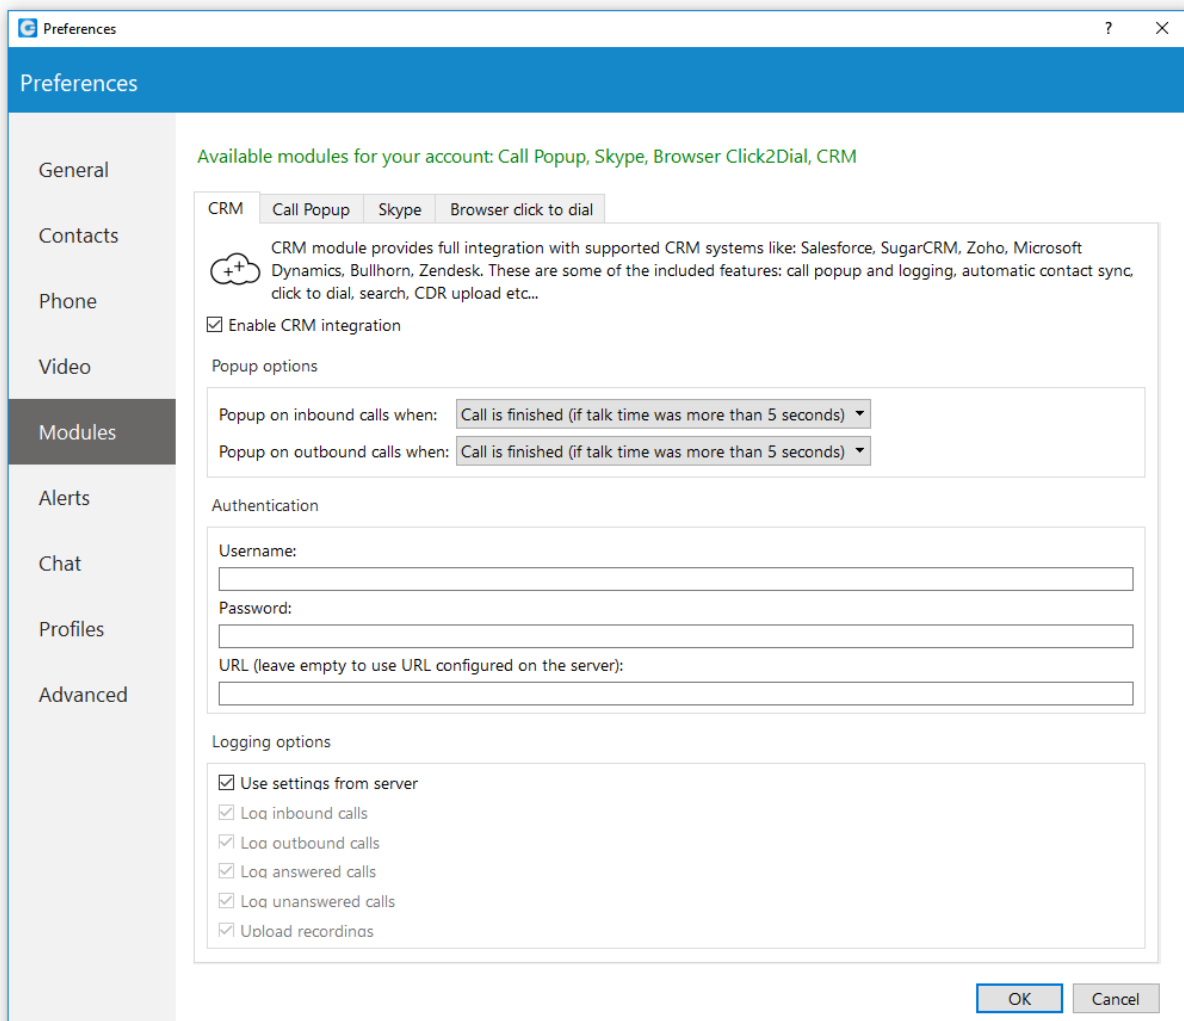 Preferences
?
Preferences
General
Contacts
Phone
Video
Modules
Alerts
Chat
Profiles
Advanced
Available modules for your account: Call Popup, Skype, Browser Click2Dial, CRM
CRM Call Popup Skype Browser click to dial
CRM module provides full integration with supported CRM systems like: Salesforce, SugarCRM, Zoho, Microsoft
Dynamics, Bullhorn, Zendesk. These are some of the included features: call popup and logging, automatic contact sync,
click to dial, search, CDR upload etc...
Enable CRM integration
Popup options
Popup on inbound calls when: Call is finished (if talk time was more than 5 seconds)
Popup on outbound calls when: Call is finished (if talk time was more than 5 seconds)
Authentication
Username:
Password:
URL (leave empty to use URL configured on the server):
Logging options
Use settings from server
Log inbound calls
Log outbound calls
Log answered calls
Log unanswered calls
Upload recordings
OK Cancel